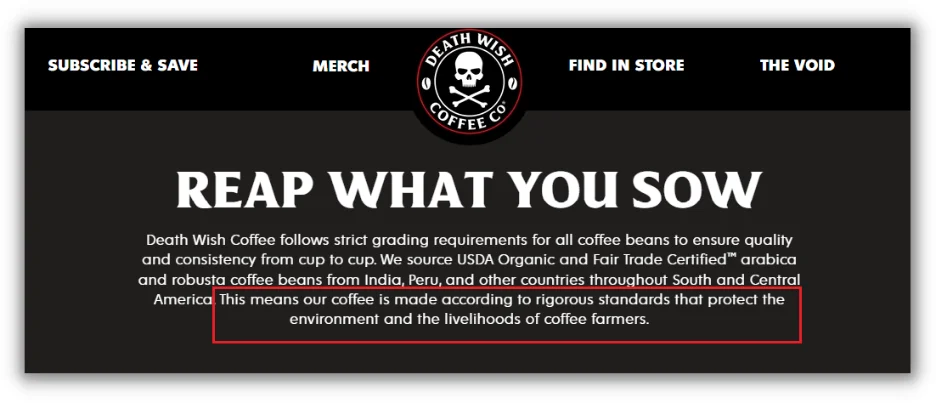 SUBSCRIBE & SAVE
MERCH
DEATH WISH
COFFEE CO®
FIND IN STORE
THE VOID
REAP WHAT YOU SOW
Death Wish Coffee follows strict grading requirements for all coffee beans to ensure quality
and consistency from cup to cup. We source USDA Organic and Fair Trade Certified™ arabica
and robusta coffee beans from India, Peru, and other countries throughout South and Central
America. This means our coffee is made according to rigorous standards that protect the
environment and the livelihoods of coffee farmers.